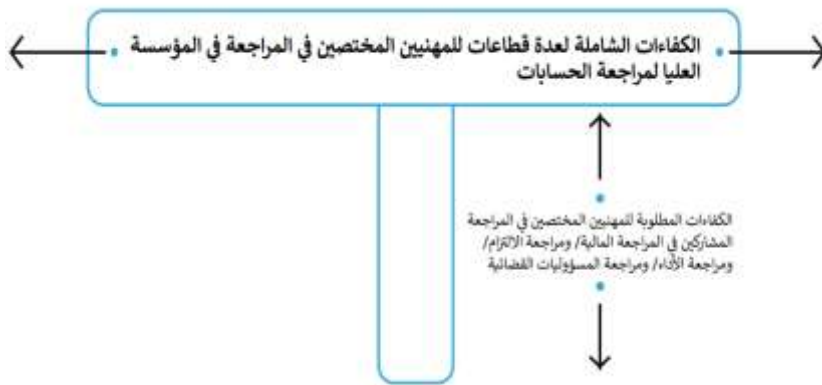 الكفاءات الشاملة لعدة قطاعات للمهنيين المختصين في المراجعة في المؤسسة
العليا لمراجعة الحسابات
الكفاءات المطلوبة للمهنيين المختصين في المراجعة
المشاركين في المراجعة المالية/ ومراجعة الالتزام/
ومراجعة الأداء/ ومراجعة المسؤوليات القضائية